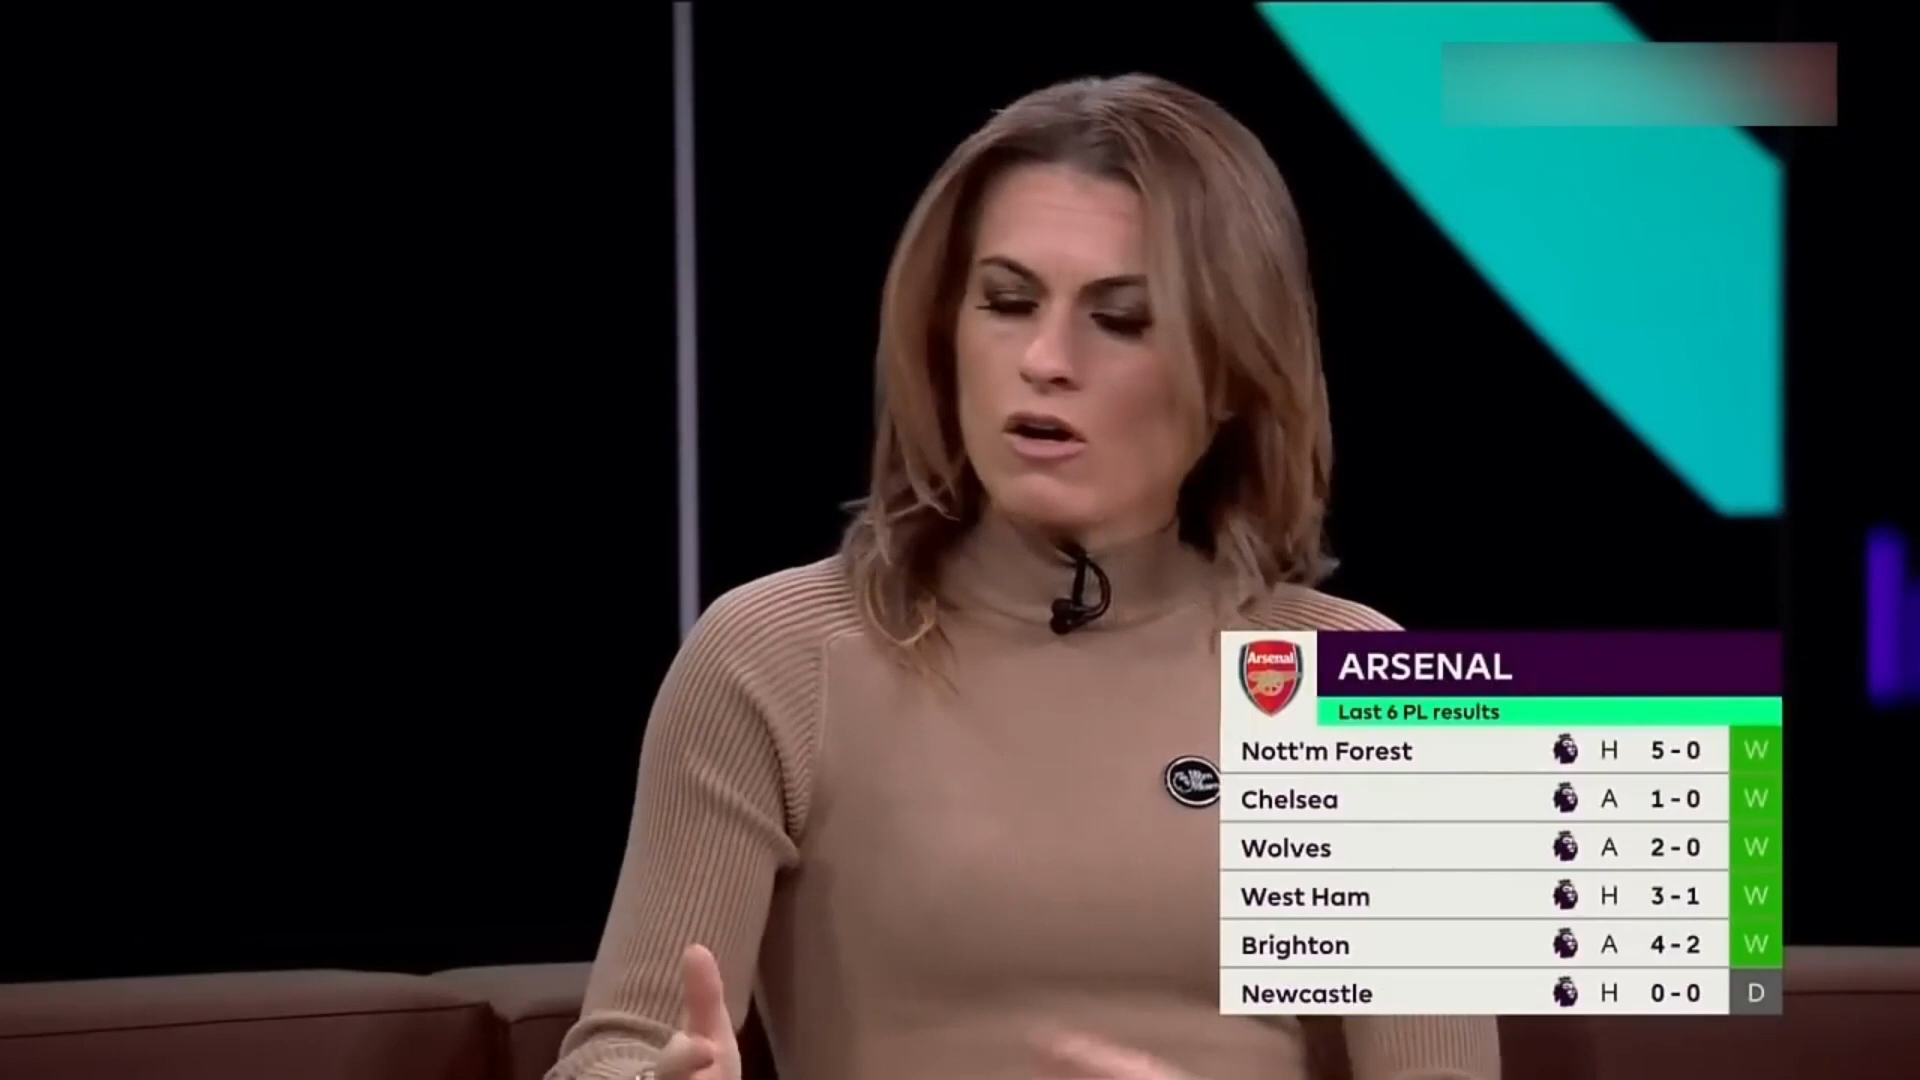 Arsenal
ARSENAL
Last 6 PL results
Nott'm Forest H 5-0 W
Chelsea A 1-0 W
Wolves A 2-0 W
West Ham H 3-1 W
Brighton A 4-2 W
Newcastle H 0-0 D